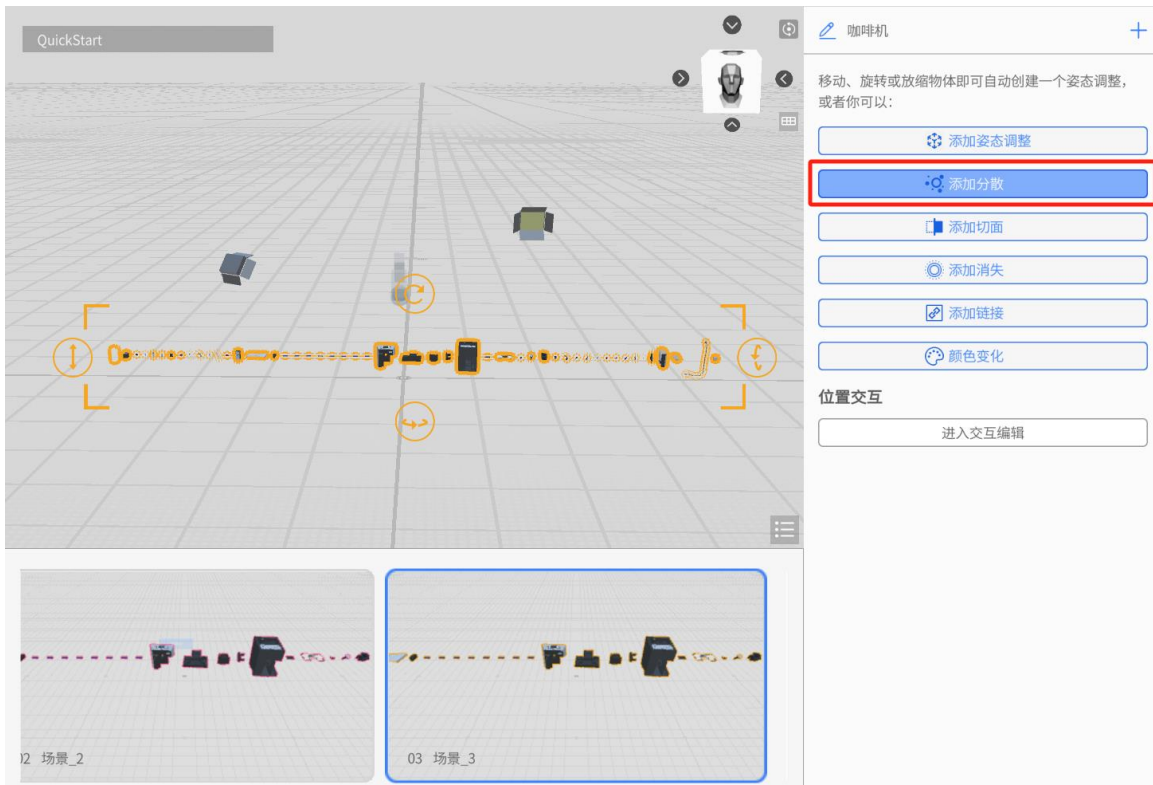 QuickStart
咖啡机
移动、旋转或放缩物体即可自动创建一个姿态调整，
或者你可以：
添加姿态调整
添加分散
添加切面
添加消失
添加链接
颜色变化
位置交互
进入交互编辑
02 场景_2
03 场景_3